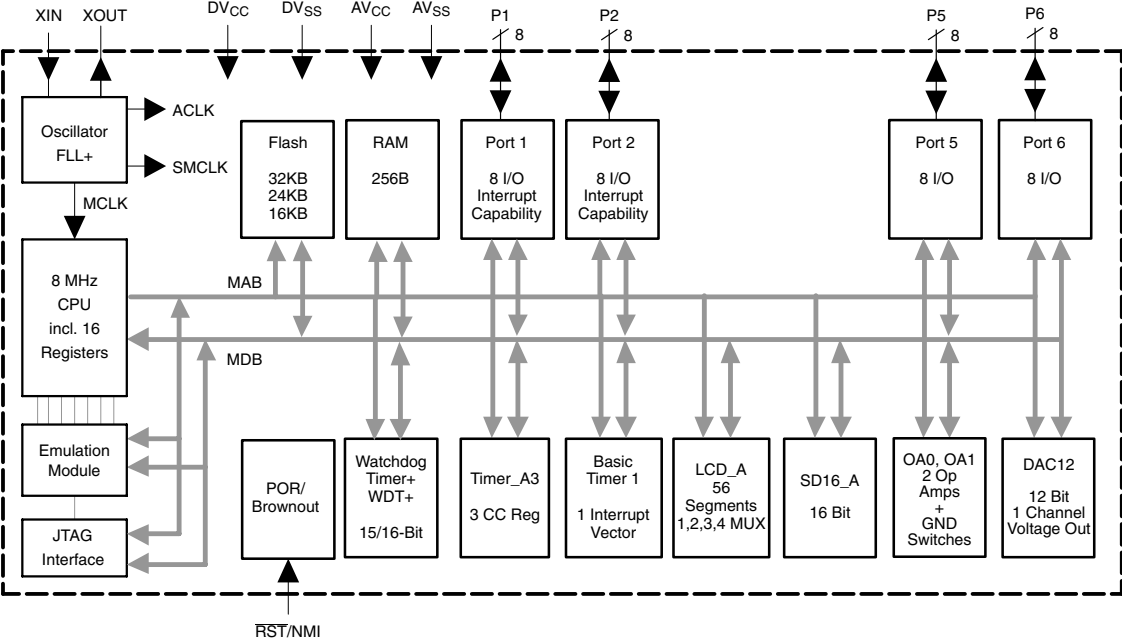 XIN XOUT DVCC DVSS AVCC AVSS P1 P2 P5 P6
8 8 8 8
Oscillator
FLL+
ACLK
SMCLK
MCLK
8 MHz
CPU
incl. 16
Registers
Emulation
Module
JTAG
Interface
Flash
32KB
24KB
16KB
RAM
256B
Port 1
8 I/O
Interrupt
Capability
Port 2
8 I/O
Interrupt
Capability
Port 5
8 I/O
Port 6
8 I/O
MAB
MDB
POR/
Brownout
Watchdog
Timer+
WDT+
15/16-Bit
Timer_A3
3 CC Reg
Basic
Timer 1
1 Interrupt
Vector
LCD_A
56
Segments
1,2,3,4 MUX
SD16_A
16 Bit
OA0, OA1
2 Op
Amps
+
GND
Switches
DAC12
12 Bit
1 Channel
Voltage Out
RST/NMI